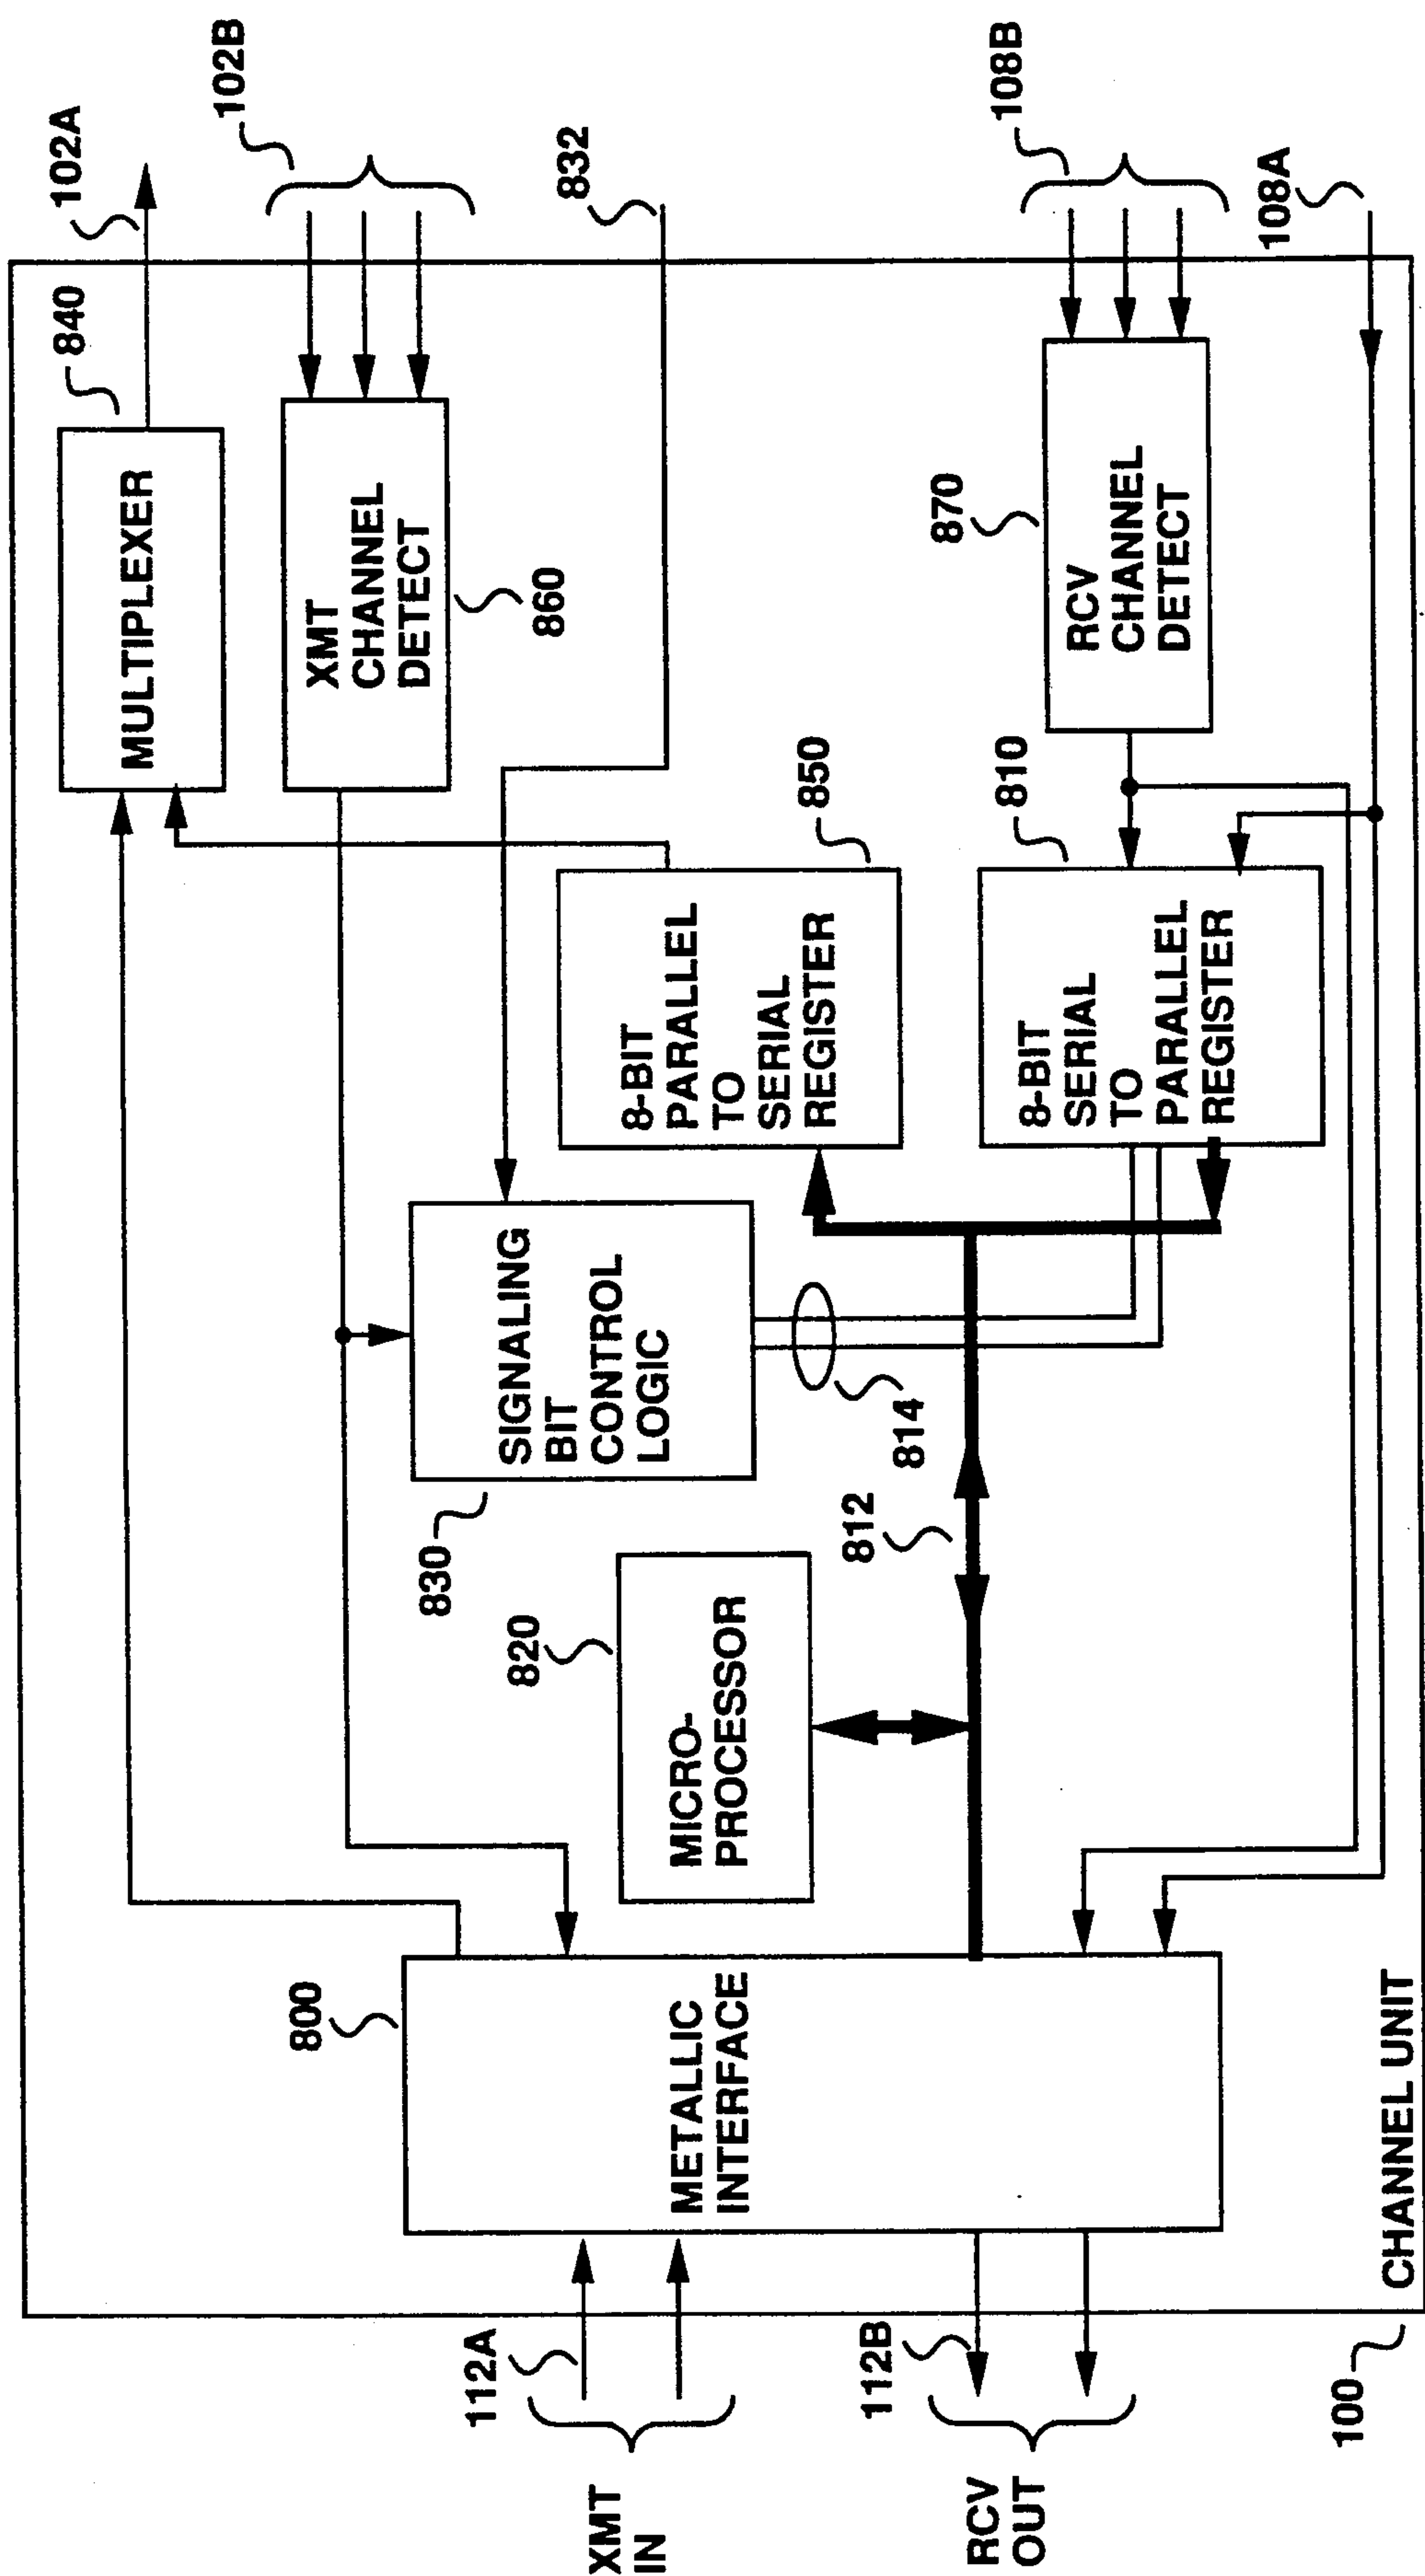 102A
102B
832
108B
108A
840
MULTIPLEXER
XMT
CHANNEL
DETECT
860
870
RCV
CHANNEL
DETECT
850
8-BIT
PARALLEL
TO
SERIAL
REGISTER
810
8-BIT
SERIAL
TO
PARALLEL
REGISTER
SIGNALING
BIT
CONTROL
LOGIC
830
814
812
820
MICRO-
PROCESSOR
800
METALLIC
INTERFACE
CHANNEL UNIT
100
112A
XMT
IN
112B
RCV
OUT